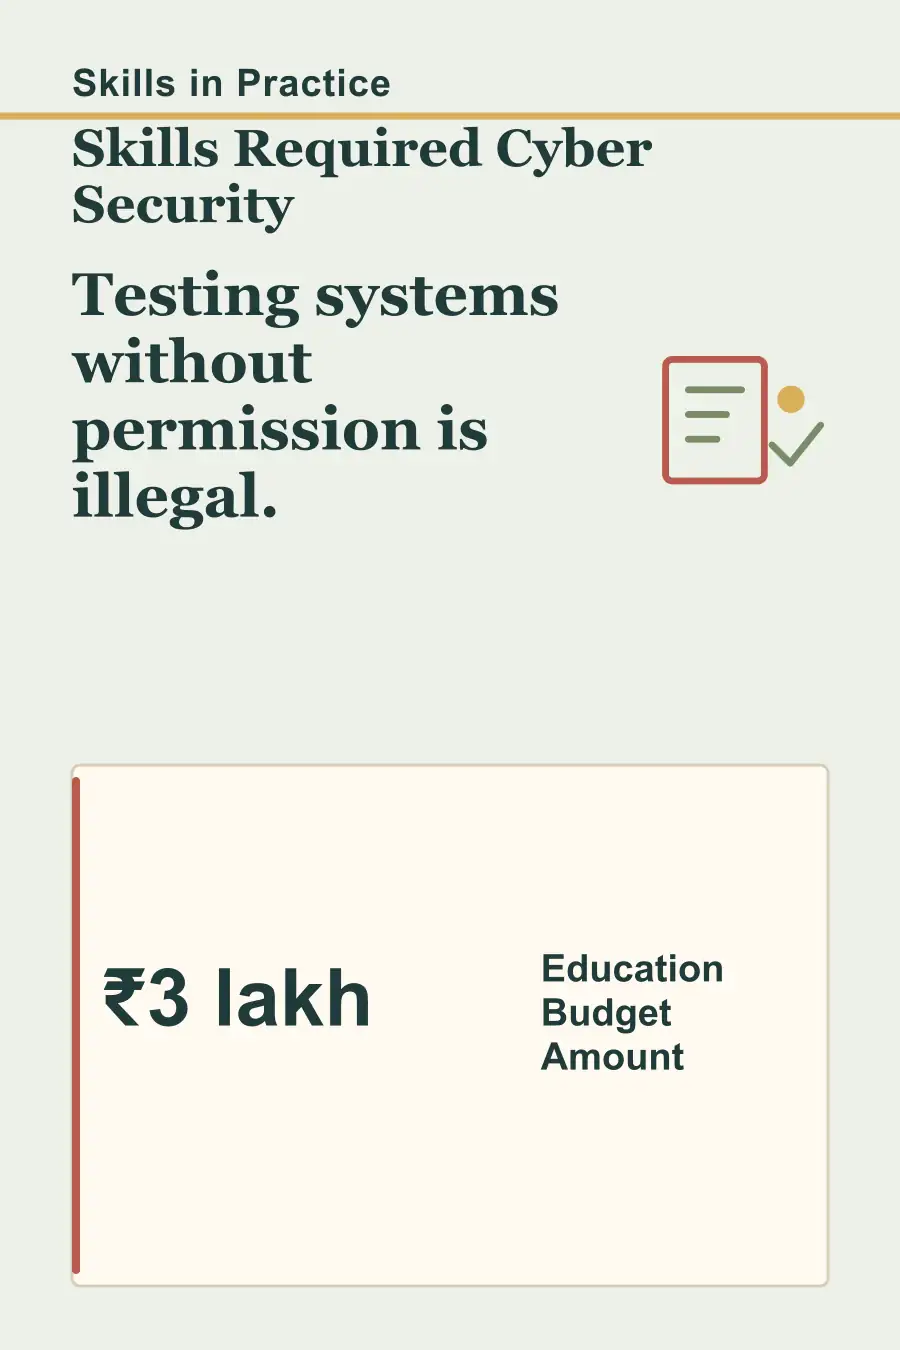 Skills in Practice
Skills Required Cyber
Security
Testing systems
without
permission is
illegal.
₹3 lakh
Education
Budget
Amount